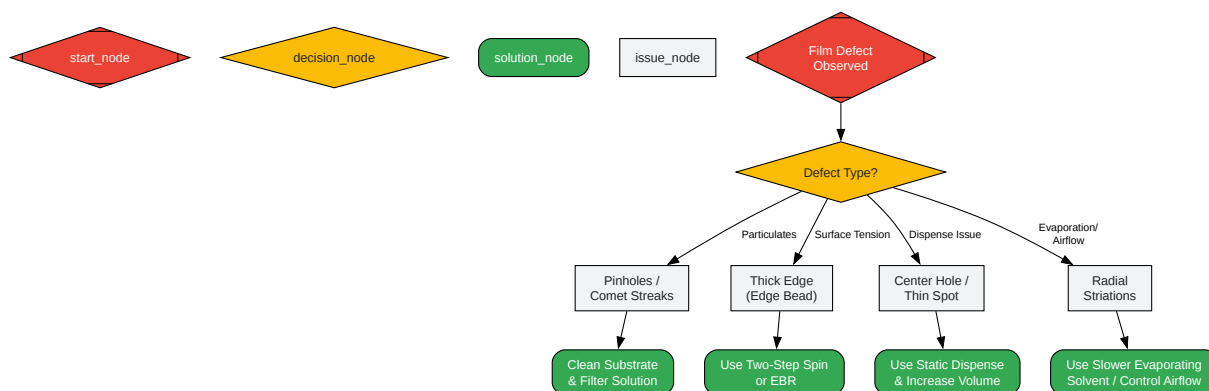 start_node
decision_node
solution_node
issue_node
Film Defect
Observed
Defect Type?
Particulates
Surface Tension
Dispense Issue
Evaporation/
Airflow
Pinholes /
Comet Streaks
Thick Edge
(Edge Bead)
Center Hole /
Thin Spot
Radial
Striations
Clean Substrate
& Filter Solution
Use Two-Step Spin
or EBR
Use Static Dispense
& Increase Volume
Use Slower Evaporating
Solvent / Control Airflow